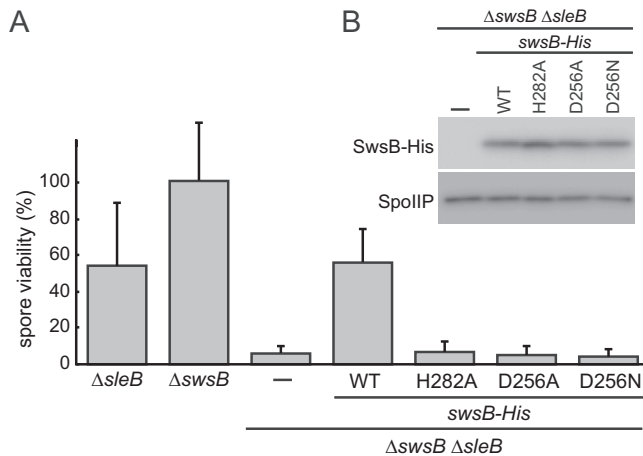 A
B
ΔswsB ΔsleB
swsB-His
— WT H282A D256A D256N
SwsB-His
SpoIIP
spore viability (%)
100
80
60
40
20
0
ΔsleB ΔswsB — WT H282A D256A D256N
swsB-His
ΔswsB ΔsleB